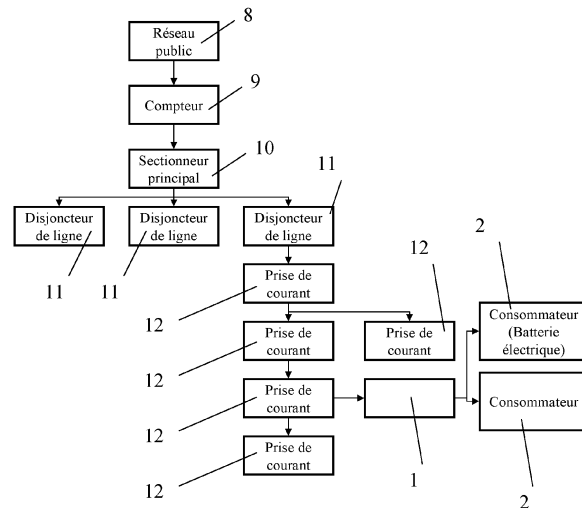 8
Réseau
public
9
Compteur
Sectionneur
principal
10
11
Disjoncteur
de ligne
Disjoncteur
de ligne
Disjoncteur
de ligne
11
11
Prise de
courant
12
12
2
Consommateur
(Batterie
électrique)
Prise de
courant
Prise de
courant
12
Prise de
courant
Consommateur
12
Prise de
courant
12
1
2